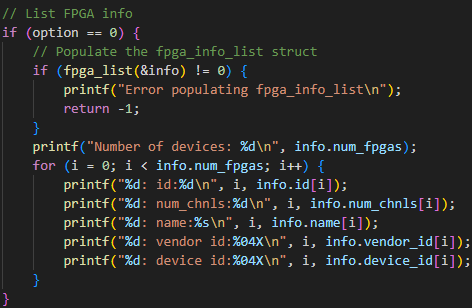 // List FPGA info
if (option == 0) {
    // Populate the fpga_info_list struct
    if (fpga_list(&info) != 0) {
        printf("Error populating fpga_info_list\n");
        return -1;
    }
    printf("Number of devices: %d\n", info.num_fpgas);
    for (i = 0; i < info.num_fpgas; i++) {
        printf("%d: id:%d\n", i, info.id[i]);
        printf("%d: num_chnls:%d\n", i, info.num_chnls[i]);
        printf("%d: name:%s\n", i, info.name[i]);
        printf("%d: vendor id:%04X\n", i, info.vendor_id[i]);
        printf("%d: device id:%04X\n", i, info.device_id[i]);
    }
}